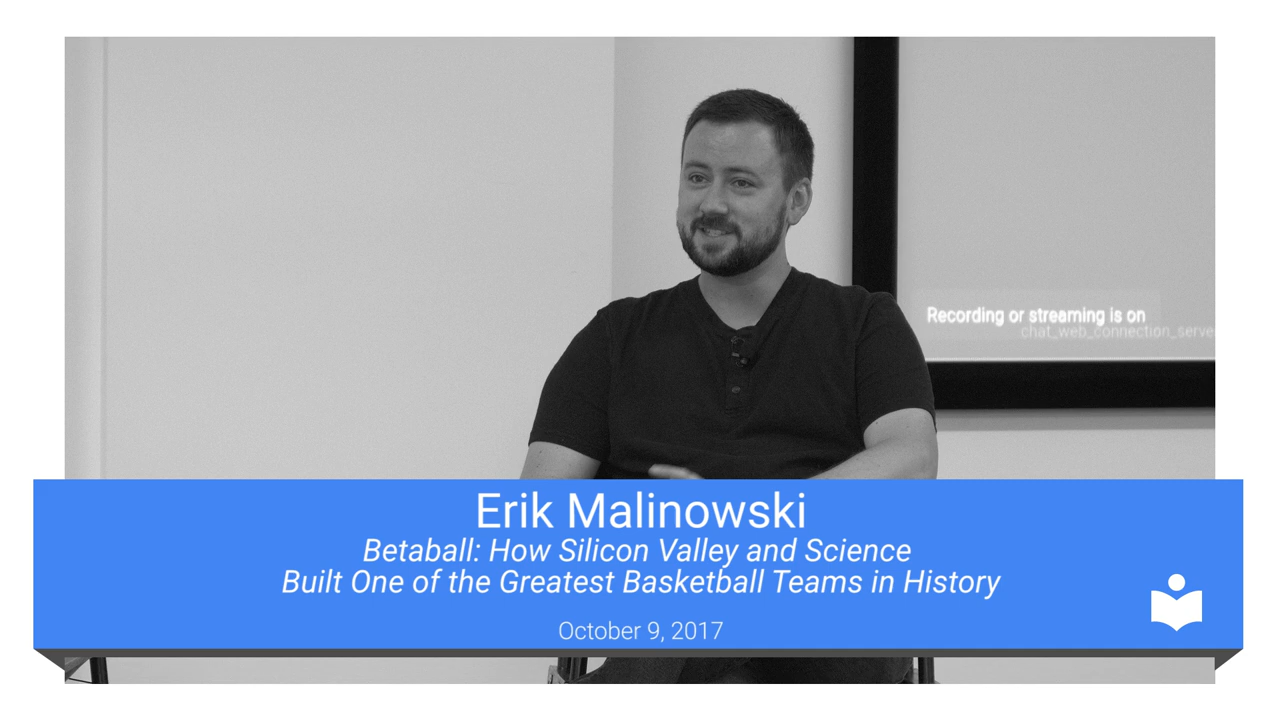 Recording or streaming is on
chat_web_connection_serve
Erik Malinowski
Betaball: How Silicon Valley and Science
Built One of the Greatest Basketball Teams in History
October 9, 2017